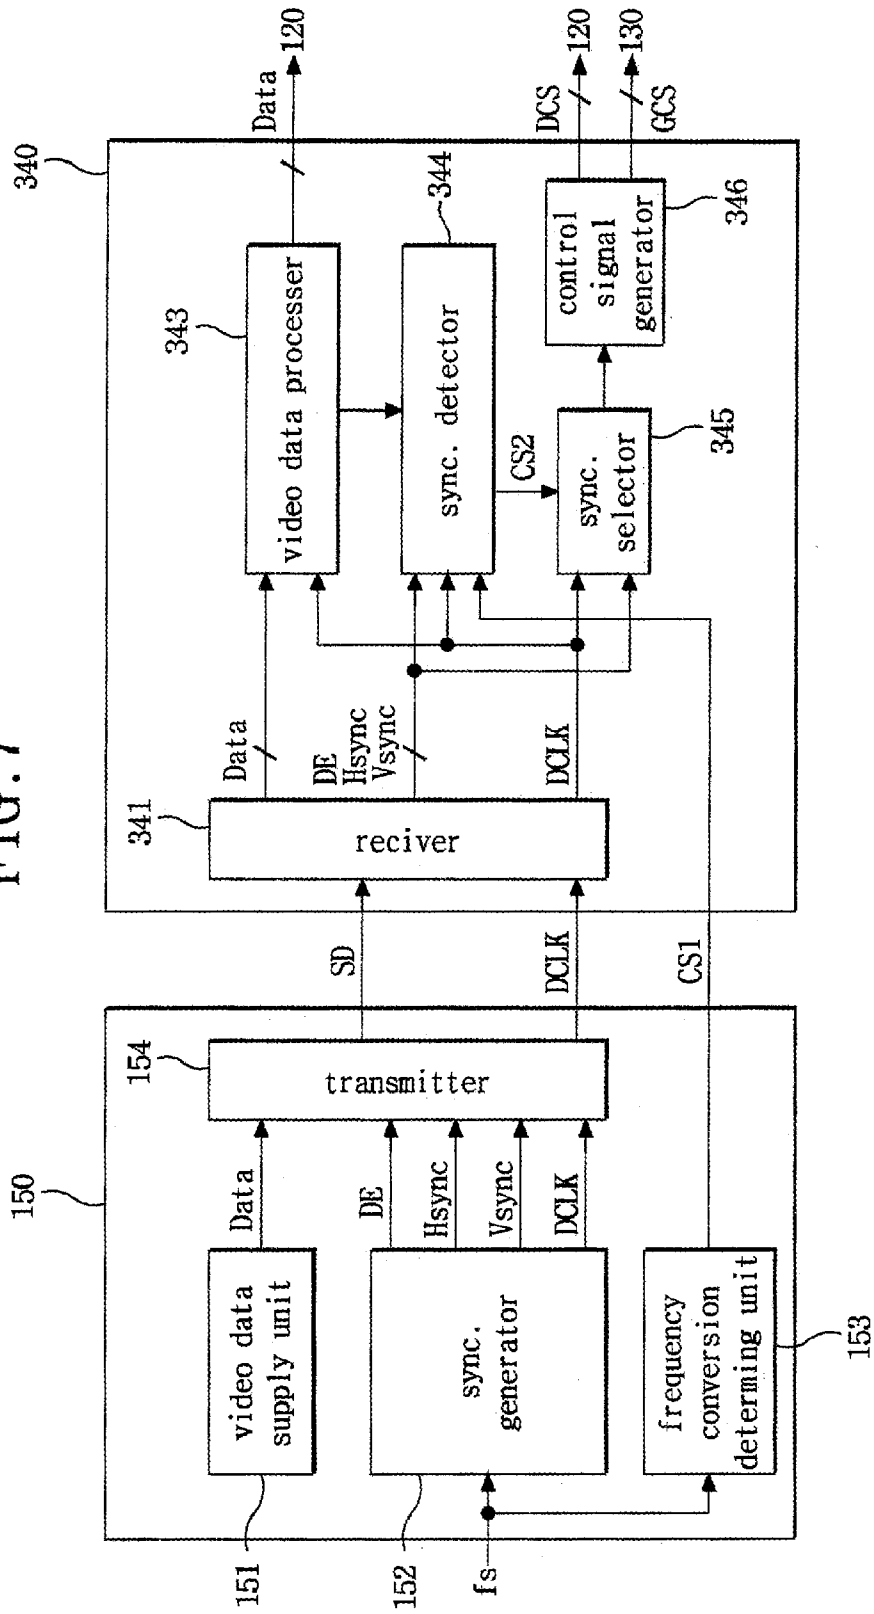 FIG. 7
150
151
video data
supply unit
Data
152
sync.
generator
fs
DE
Hsync
Vsync
DCLK
153
frequency
conversion
determing unit
154
transmitter
SD
DCLK
CS1
340
341
reciver
Data
DE
Hsync
Vsync
DCLK
343
video data processer
Data
120
344
sync. detector
CS2
345
sync.
selector
346
control
signal
generator
DCS
120
GCS
130